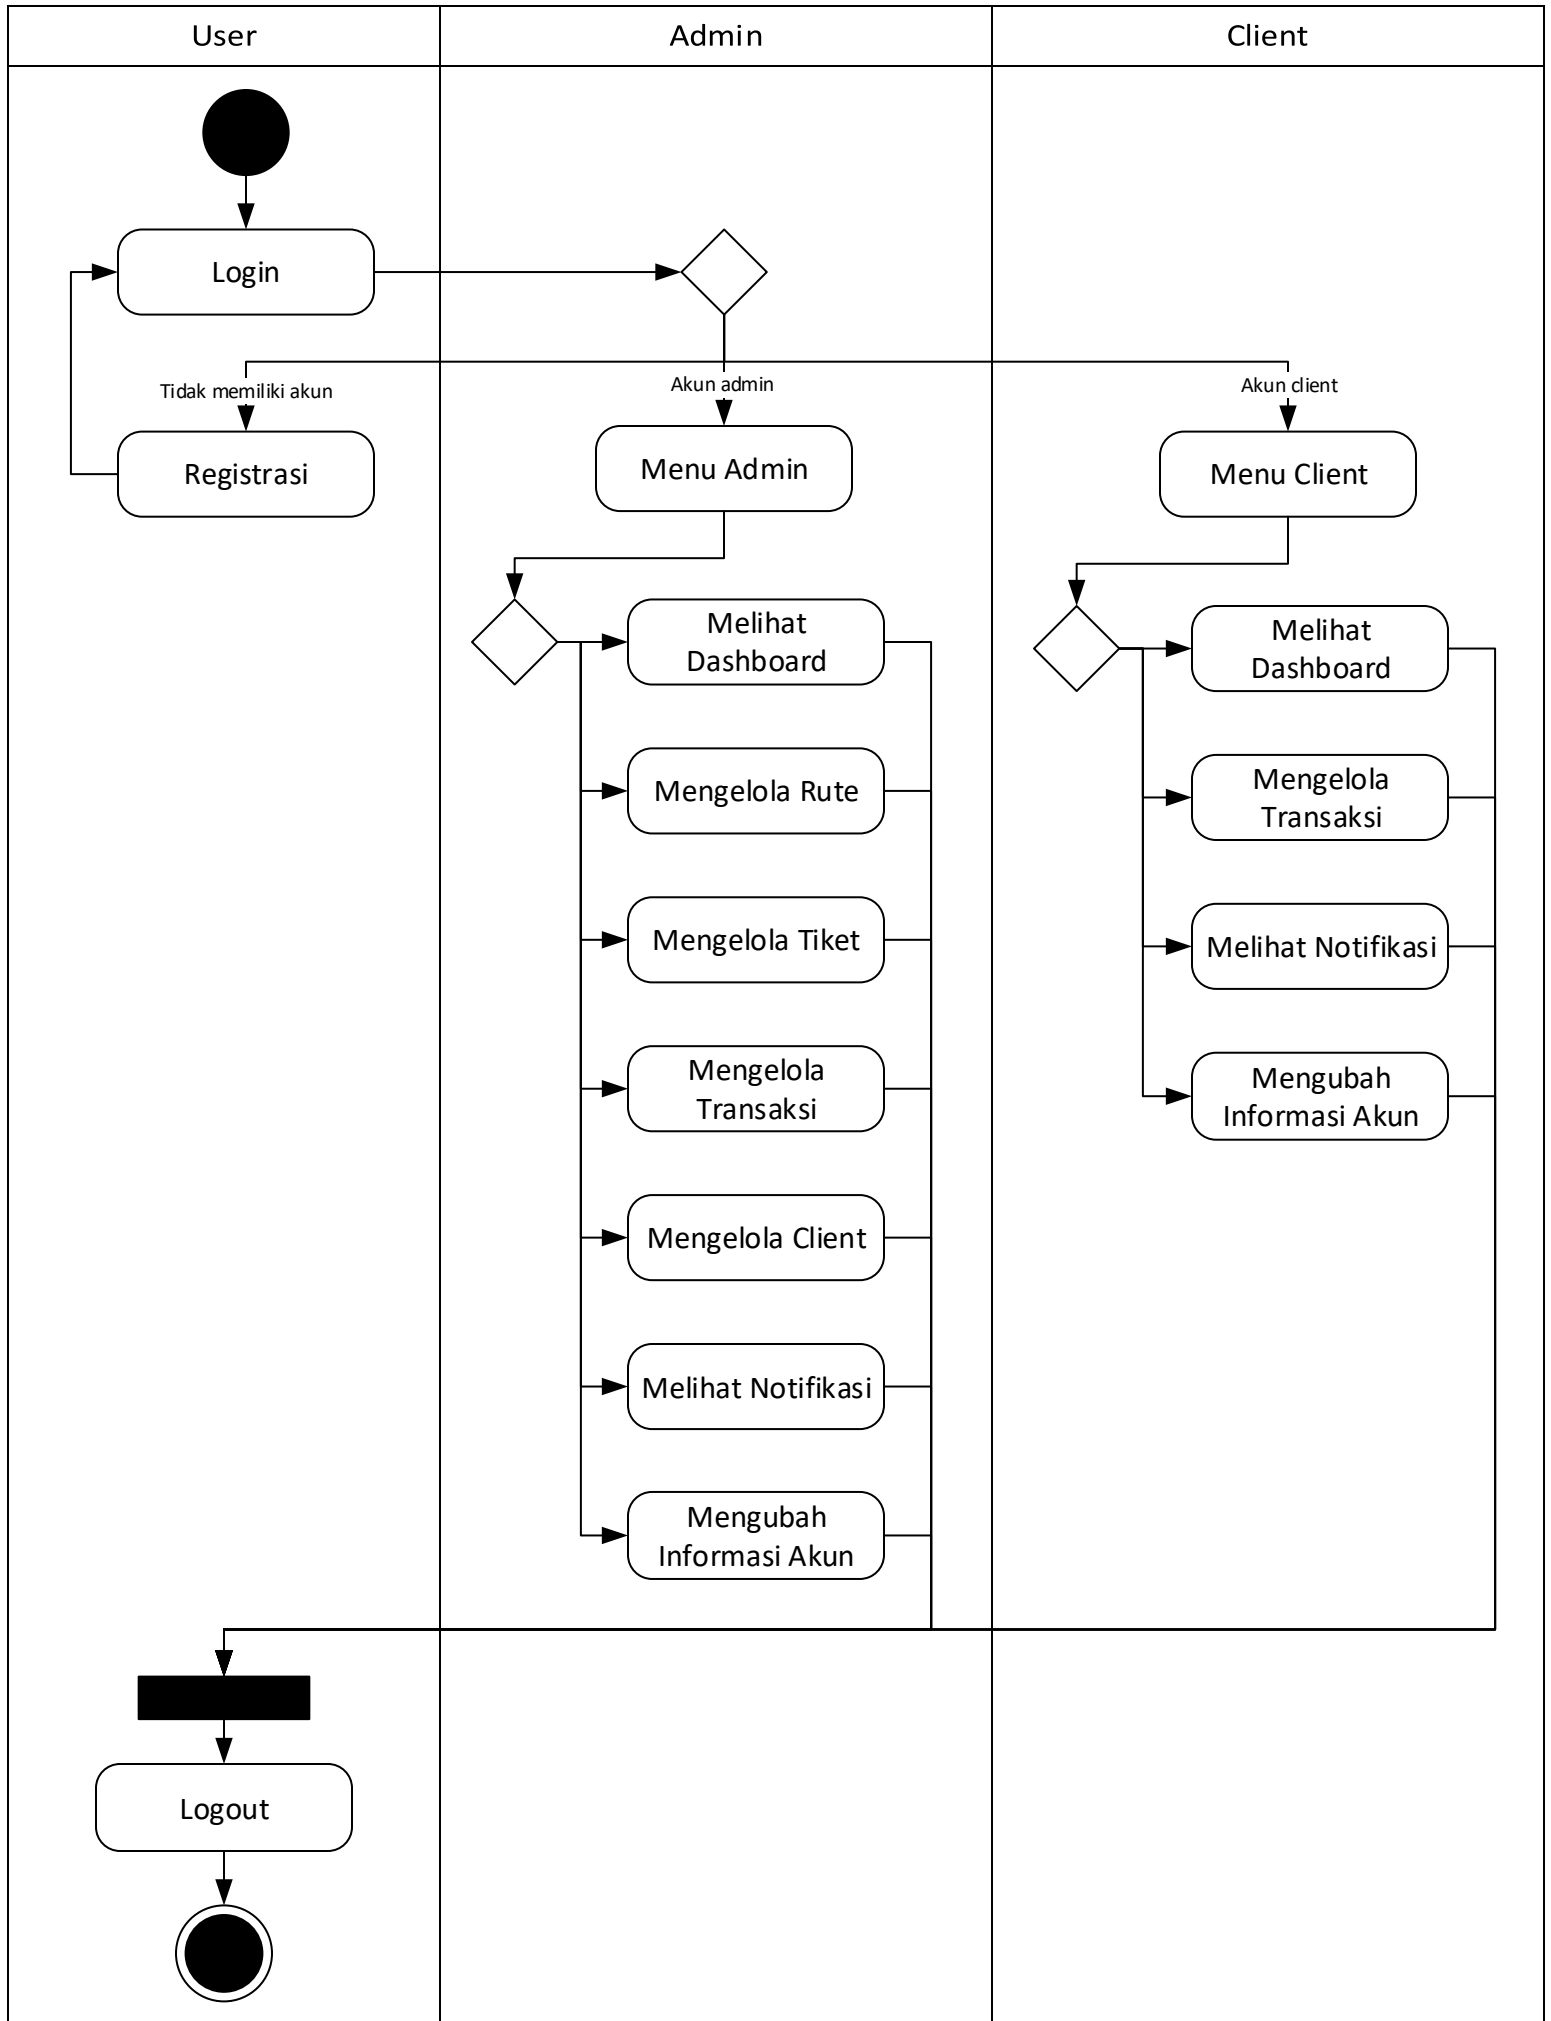 User
Admin
Client
Login
Tidak memiliki akun
Akun admin
Akun client
Registrasi
Menu Admin
Menu Client
Melihat
Dashboard
Mengelola Rute
Mengelola Tiket
Mengelola
Transaksi
Mengelola Client
Melihat Notifikasi
Mengubah
Informasi Akun
Melihat
Dashboard
Mengelola
Transaksi
Melihat Notifikasi
Mengubah
Informasi Akun
Logout